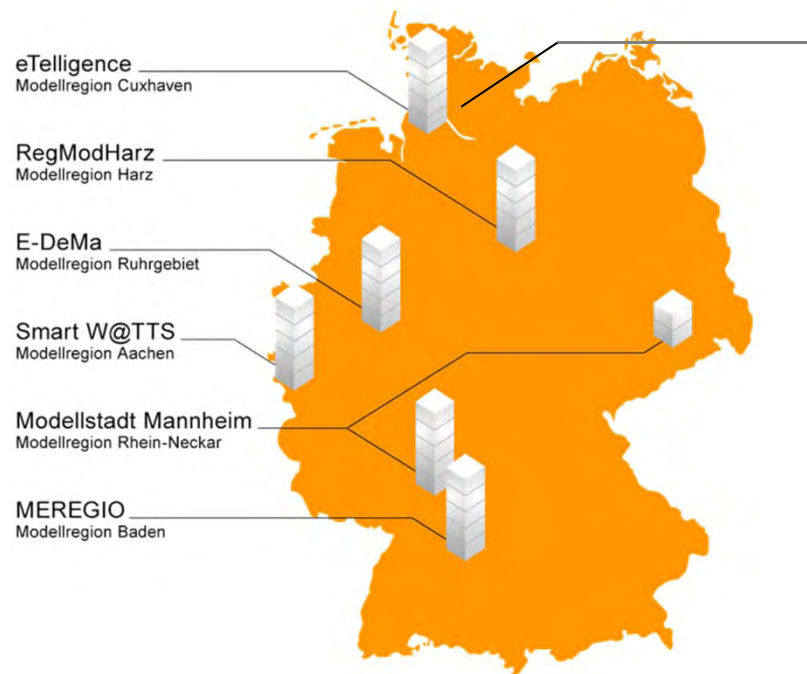 eTelligence
Modellregion Cuxhaven
RegModHarz
Modellregion Harz
E-DeMa
Modellregion Ruhrgebiet
Smart W@TTS
Modellregion Aachen
Modellstadt Mannheim
Modellregion Rhein-Neckar
MEREGIO
Modellregion Baden